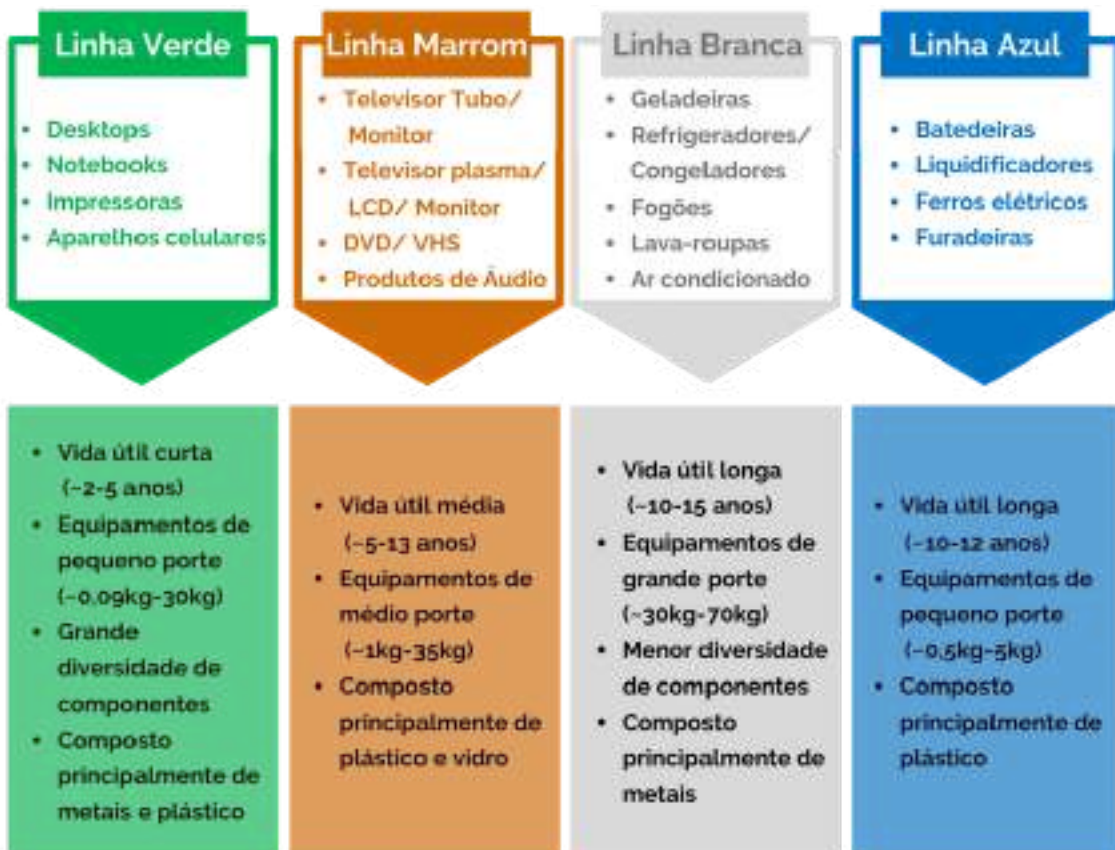 Linha Verde
• Desktops
• Notebooks
• Impressoras
• Aparelhos celulares
Linha Marrom
• Televisor Tubo/
Monitor
• Televisor plasma/
LCD/ Monitor
• DVD/ VHS
• Produtos de Áudio
Linha Branca
• Geladeiras
• Refrigeradores/
Congeladores
• Fogões
• Lava-roupas
• Ar condicionado
Linha Azul
• Batedeiras
• Liquidificadores
• Ferros elétricos
• Furadeiras
• Vida útil curta
(~2-5 anos)
• Equipamentos de
pequeno porte
(~0,09kg-30kg)
• Grande
diversidade de
componentes
• Composto
principalmente de
metais e plástico
• Vida útil média
(~5-13 anos)
• Equipamentos de
médio porte
(~1kg-35kg)
• Composto
principalmente de
plástico e vidro
• Vida útil longa
(~10-15 anos)
• Equipamentos de
grande porte
(~30kg-70kg)
• Menor diversidade
de componentes
• Composto
principalmente de
metais
• Vida útil longa
(~10-12 anos)
• Equipamentos de
pequeno porte
(~0,5kg-5kg)
• Composto
principalmente de
plástico